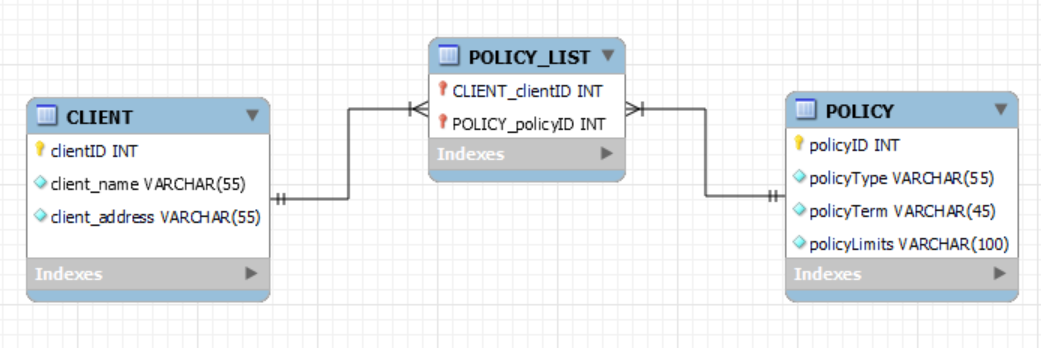 CLIENT
clientID INT
client_name VARCHAR(55)
client_address VARCHAR(55)
Indexes
POLICY_LIST
CLIENT_clientID INT
POLICY_policyID INT
Indexes
POLICY
policyID INT
policyType VARCHAR(55)
policyTerm VARCHAR(45)
policyLimits VARCHAR(100)
Indexes